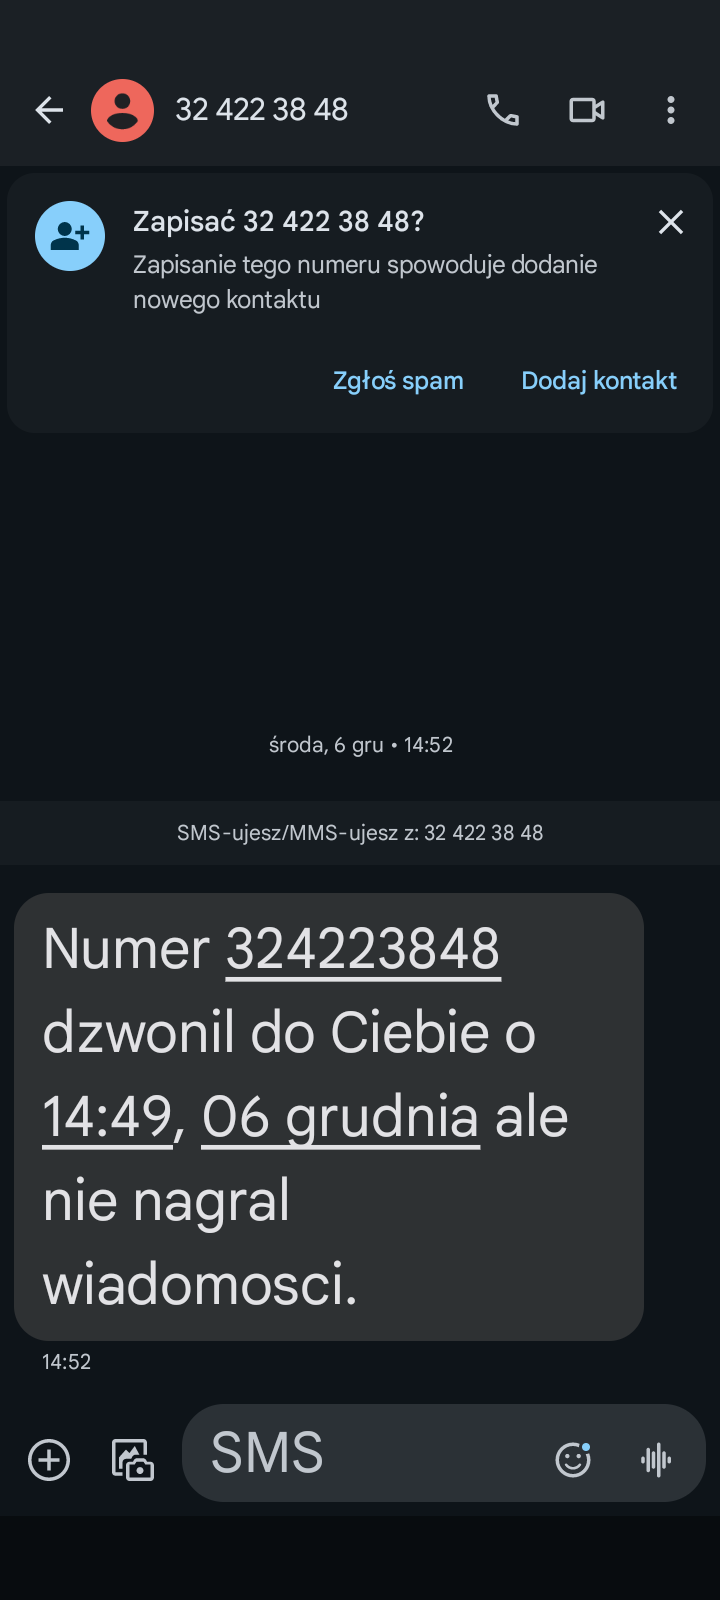 32 422 38 48
Zapisać 32 422 38 48?
Zapisanie tego numeru spowoduje dodanie
nowego kontaktu
Zgłoś spam Dodaj kontakt
środa, 6 gru • 14:52
SMS-ujesz/MMS-ujesz z: 32 422 38 48
Numer 324223848
dzwonil do Ciebie o
14:49, 06 grudnia ale
nie nagral
wiadomosci.
14:52
SMS